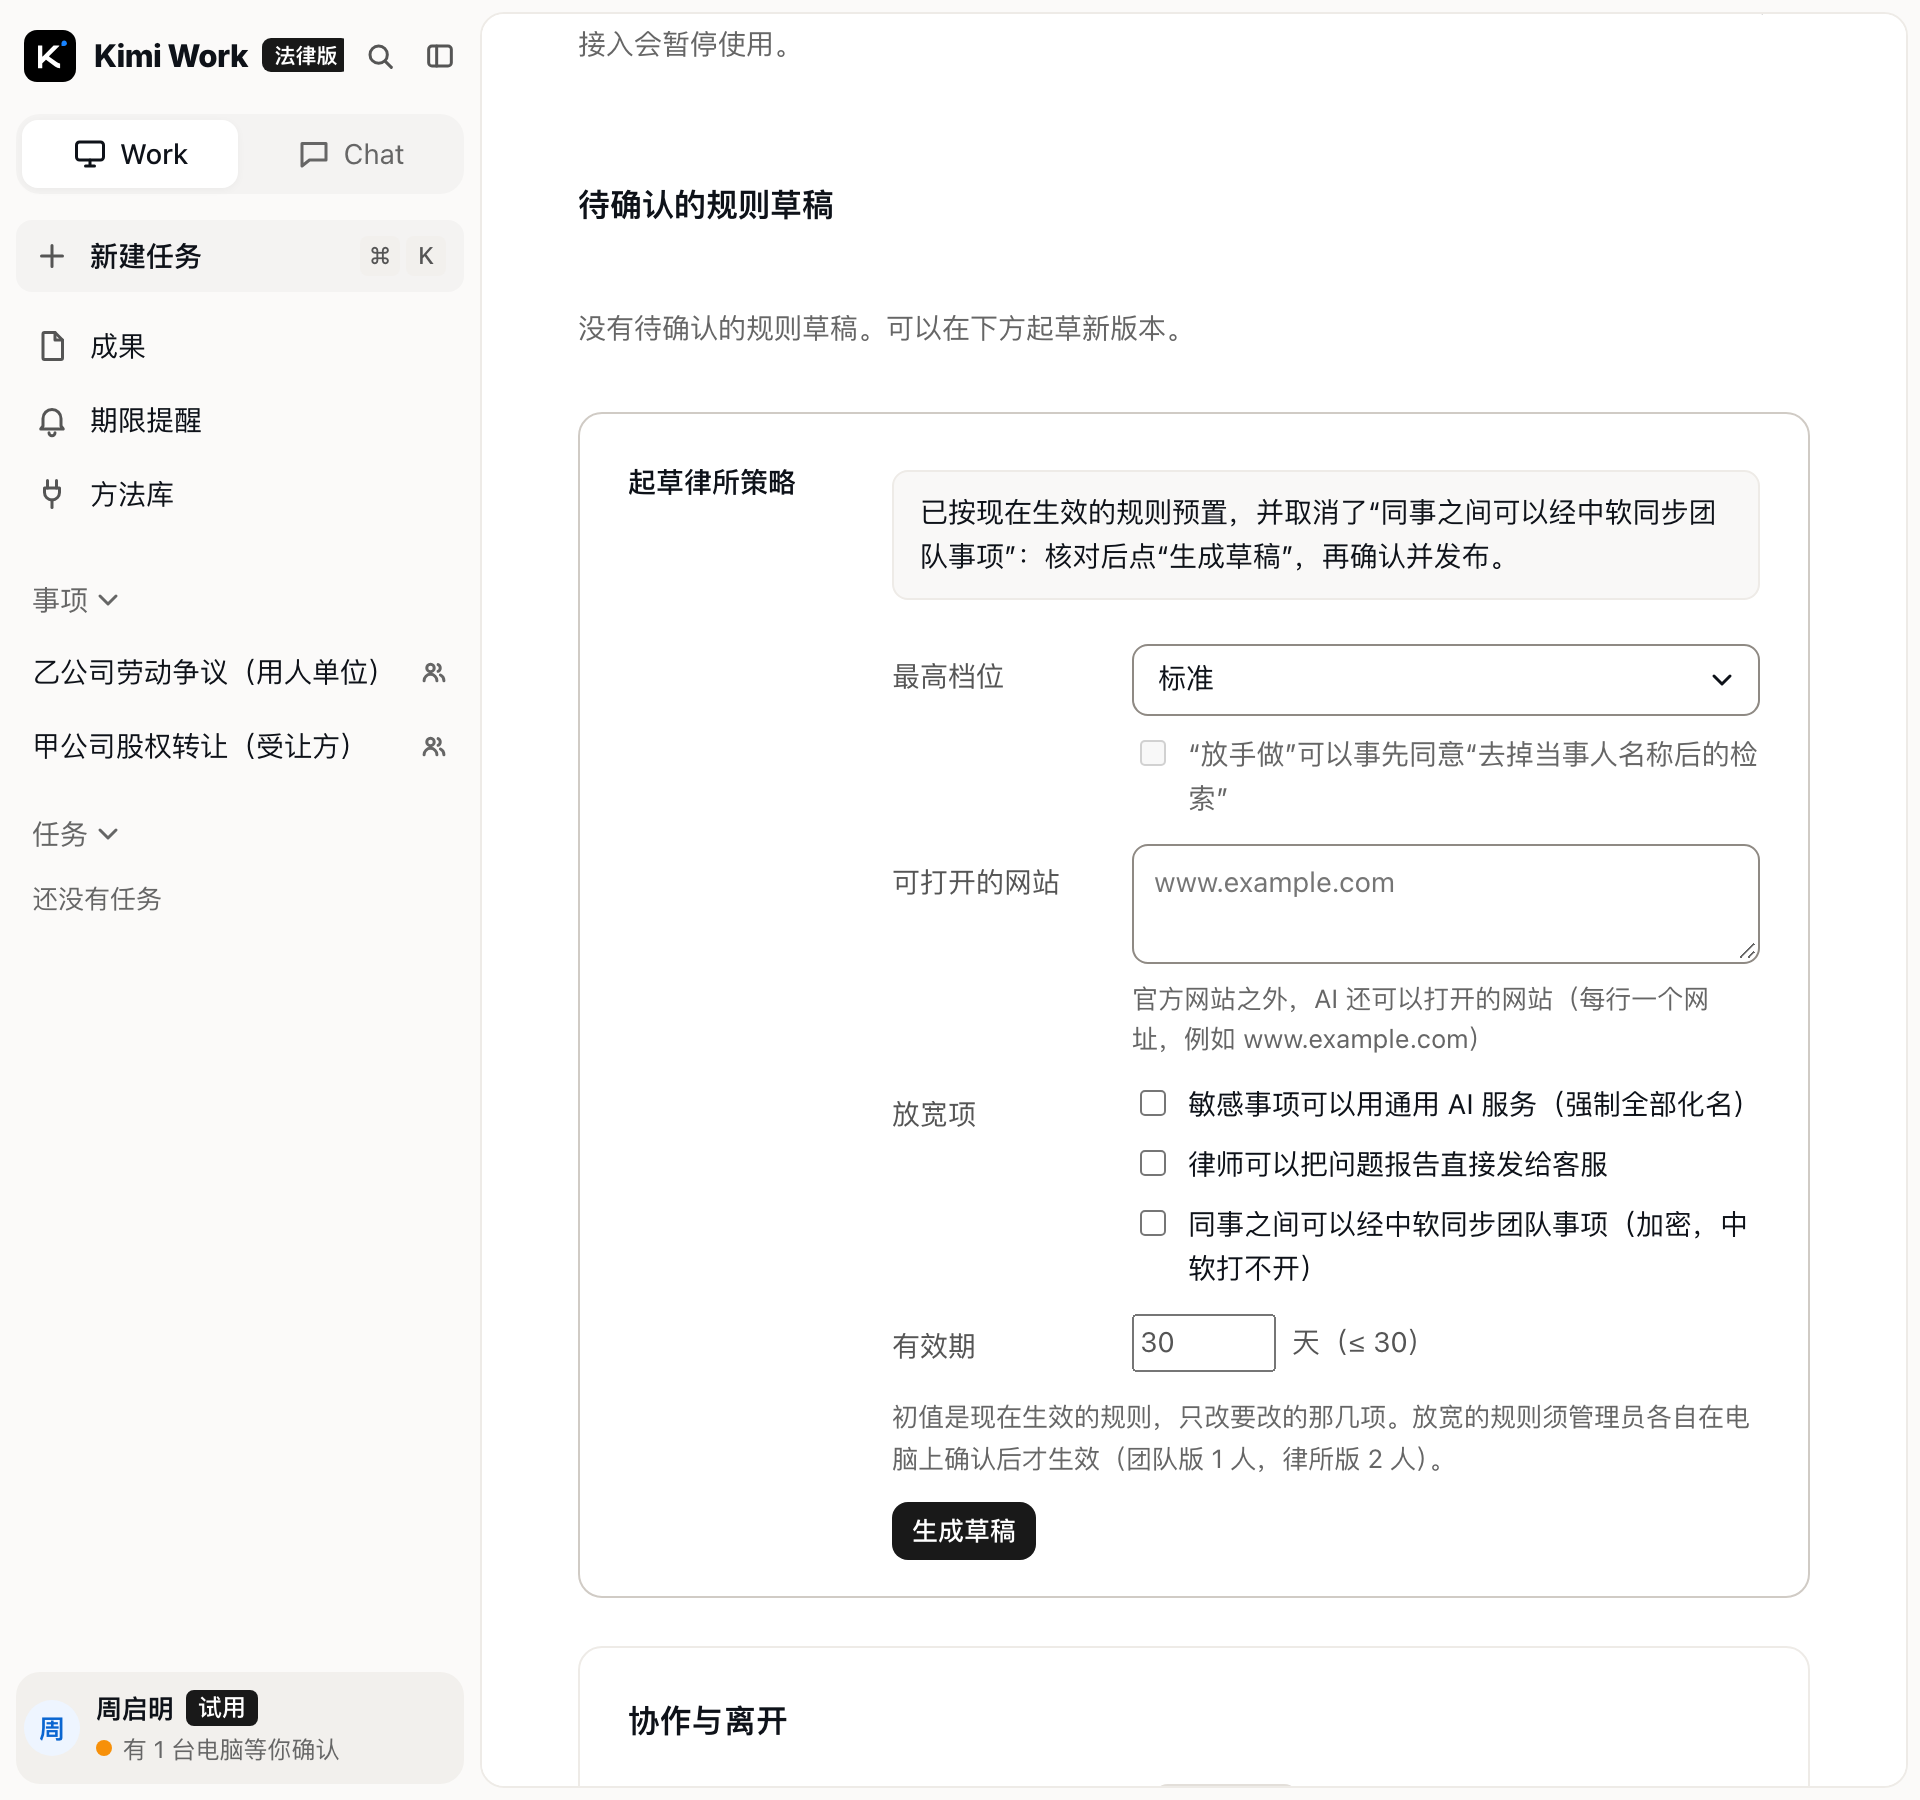 Kimi Work 法律版
Work
Chat
新建任务 ⌘ K
成果
期限提醒
方法库
事项
乙公司劳动争议（用人单位）
甲公司股权转让（受让方）
任务
还没有任务
周 周启明 试用
有 1 台电脑等你确认
接入会暂停使用。
待确认的规则草稿
没有待确认的规则草稿。可以在下方起草新版本。
起草律所策略
已按现在生效的规则预置，并取消了“同事之间可以经中软同步团
队事项”：核对后点“生成草稿”，再确认并发布。
最高档位
标准
“放手做”可以事先同意“去掉当事人名称后的检
索”
可打开的网站
www.example.com
官方网站之外，AI 还可以打开的网站（每行一个网
址，例如 www.example.com）
放宽项
敏感事项可以用通用 AI 服务（强制全部化名）
律师可以把问题报告直接发给客服
同事之间可以经中软同步团队事项（加密，中
软打不开）
有效期
30 天（≤ 30）
初值是现在生效的规则，只改要改的那几项。放宽的规则须管理员各自在电
脑上确认后才生效（团队版 1 人，律所版 2 人）。
生成草稿
协作与离开